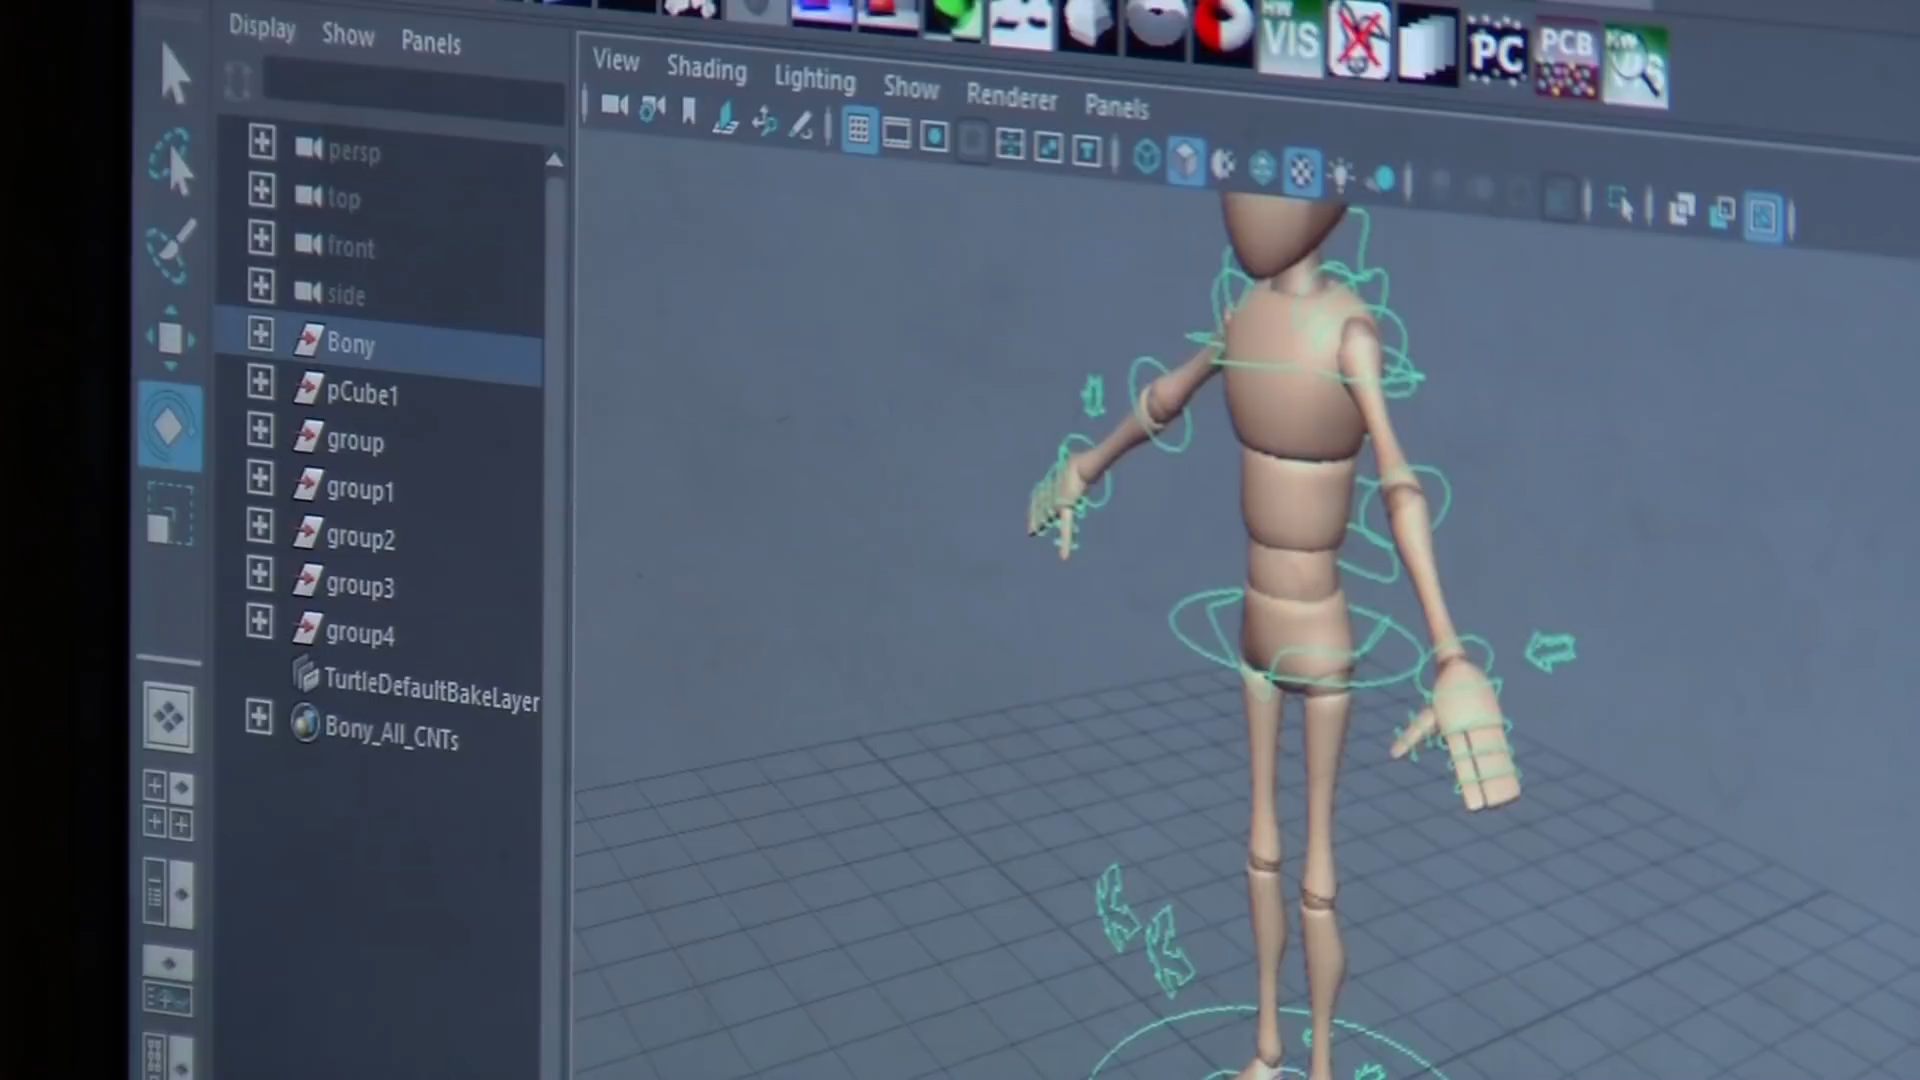 Display Show Panels
HW
VIS
PC
PCB
View Shading Lighting Show Renderer Panels
persp
top
front
side
Bony
pCube1
group
group1
group2
group3
group4
TurtleDefaultBakeLayer
Bony_All_CNTs